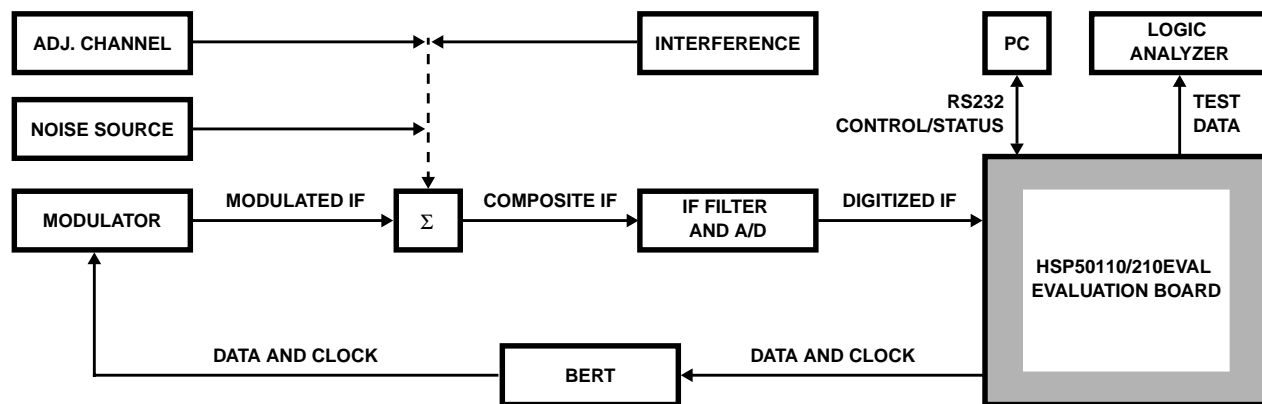 ADJ. CHANNEL
INTERFERENCE
PC
LOGIC
ANALYZER
NOISE SOURCE
RS232
CONTROL/STATUS
TEST
DATA
MODULATOR
MODULATED IF
Σ
COMPOSITE IF
IF FILTER
AND A/D
DIGITIZED IF
HSP50110/210EVAL
EVALUATION BOARD
DATA AND CLOCK
BERT
DATA AND CLOCK